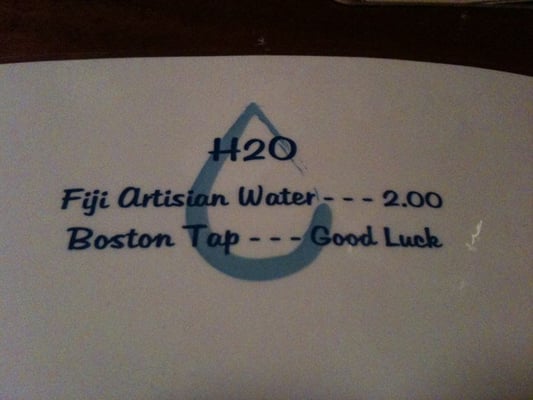 H2O
Fiji Artisian Water - - - 2.00
Boston Tap - - - Good Luck